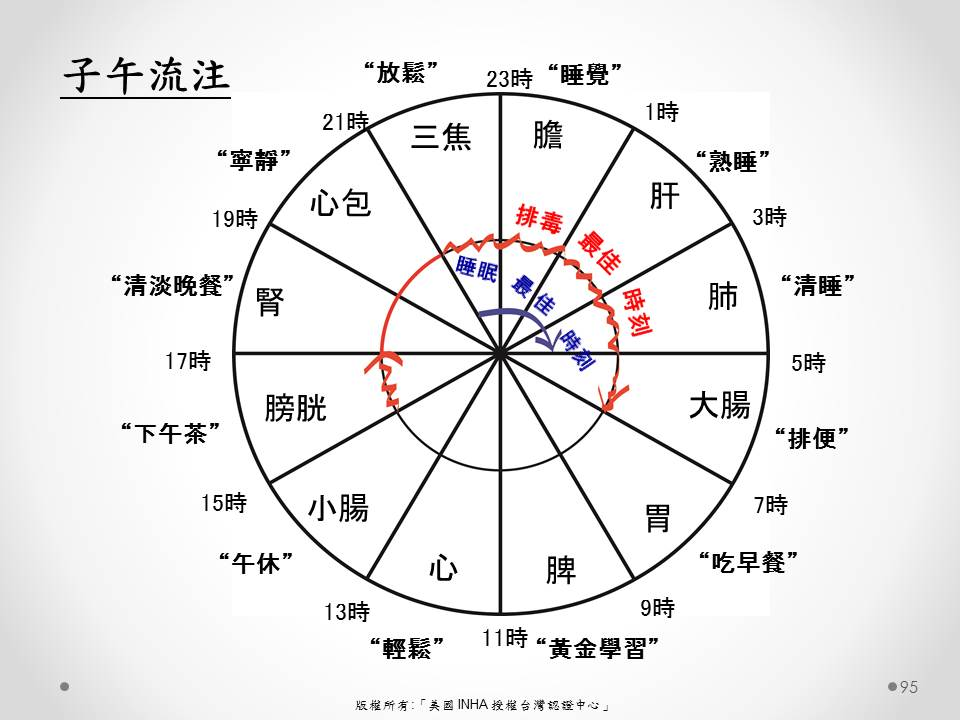 子午流注
“放鬆”
23時
“睡覺”
21時
三焦
膽
1時
“寧靜”
心包
肝
“熟睡”
19時
3時
排毒
最佳
時刻
睡眠
最佳
時刻
“清淡晚餐”
腎
肺
“清睡”
17時
5時
膀胱
大腸
“下午茶”
“排便”
15時
小腸
胃
7時
“午休”
心
脾
“吃早餐”
13時
9時
“輕鬆”
11時
“黃金學習”
95
版權所有:「美國INHA授權台灣認證中心」